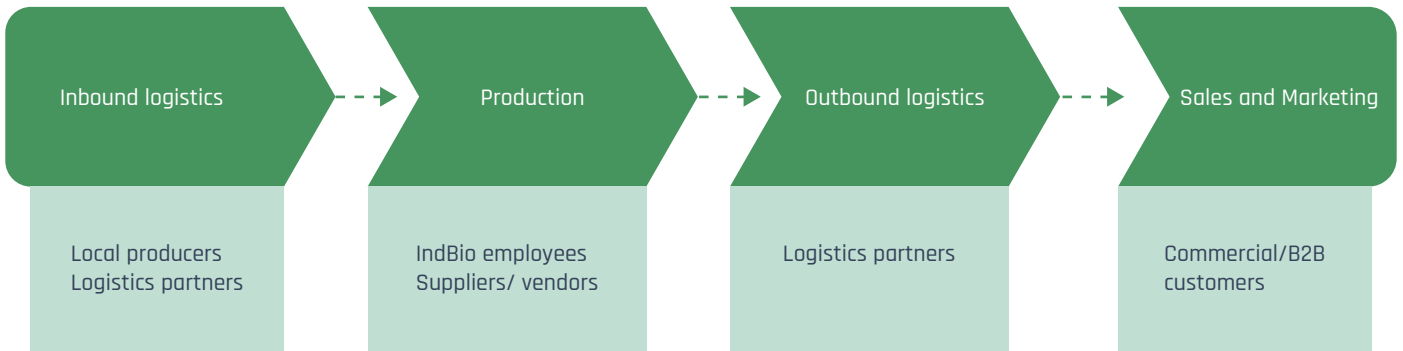 Inbound logistics
Production
Outbound logistics
Sales and Marketing
Local producers
Logistics partners
IndBio employees
Suppliers/ vendors
Logistics partners
Commercial/B2B
customers